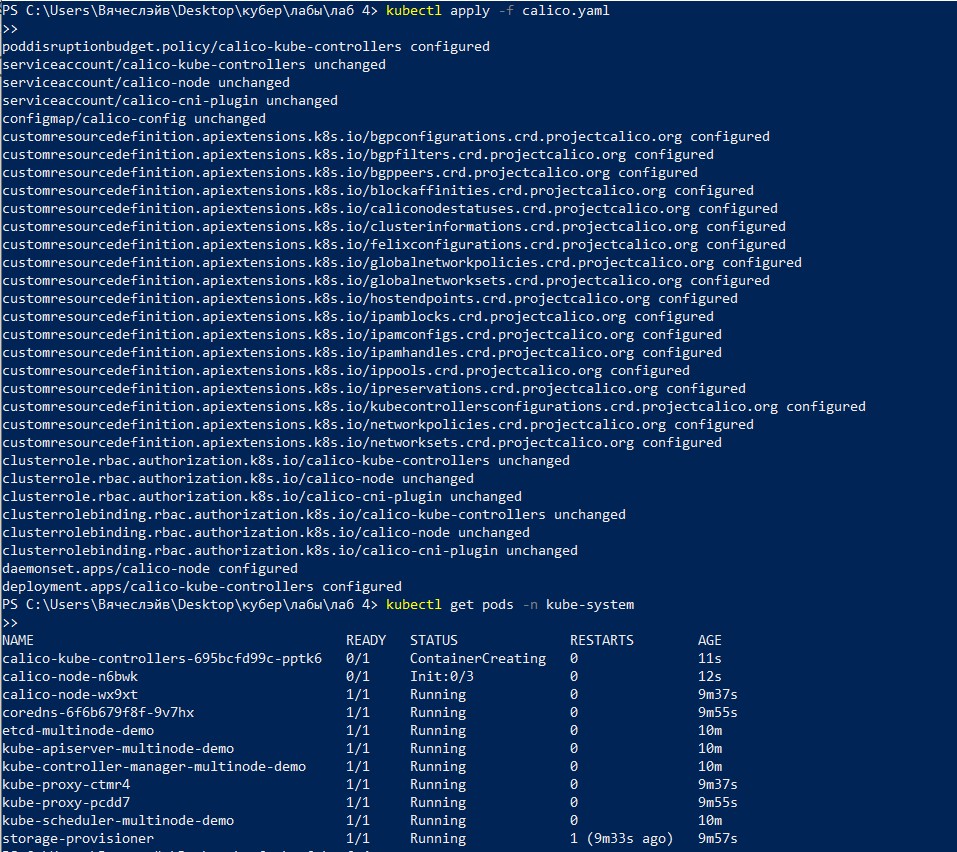 PS C:\Users\Вячеслэйв\Desktop\кубер\лабы\лаб 4> kubectl apply -f calico.yaml
>>
poddisruptionbudget.policy/calico-kube-controllers configured
serviceaccount/calico-kube-controllers unchanged
serviceaccount/calico-node unchanged
serviceaccount/calico-cni-plugin unchanged
configmap/calico-config unchanged
customresourcedefinition.apiextensions.k8s.io/bgpconfigurations.crd.projectcalico.org configured
customresourcedefinition.apiextensions.k8s.io/bgpfilters.crd.projectcalico.org configured
customresourcedefinition.apiextensions.k8s.io/bgppeers.crd.projectcalico.org configured
customresourcedefinition.apiextensions.k8s.io/blockaffinities.crd.projectcalico.org configured
customresourcedefinition.apiextensions.k8s.io/caliconodestatuses.crd.projectcalico.org configured
customresourcedefinition.apiextensions.k8s.io/clusterinformations.crd.projectcalico.org configured
customresourcedefinition.apiextensions.k8s.io/felixconfigurations.crd.projectcalico.org configured
customresourcedefinition.apiextensions.k8s.io/globalnetworkpolicies.crd.projectcalico.org configured
customresourcedefinition.apiextensions.k8s.io/globalnetworksets.crd.projectcalico.org configured
customresourcedefinition.apiextensions.k8s.io/hostendpoints.crd.projectcalico.org configured
customresourcedefinition.apiextensions.k8s.io/ipamblocks.crd.projectcalico.org configured
customresourcedefinition.apiextensions.k8s.io/ipamconfigs.crd.projectcalico.org configured
customresourcedefinition.apiextensions.k8s.io/ipamhandles.crd.projectcalico.org configured
customresourcedefinition.apiextensions.k8s.io/ippools.crd.projectcalico.org configured
customresourcedefinition.apiextensions.k8s.io/ipreservations.crd.projectcalico.org configured
customresourcedefinition.apiextensions.k8s.io/kubecontrollersconfigurations.crd.projectcalico.org configured
customresourcedefinition.apiextensions.k8s.io/networkpolicies.crd.projectcalico.org configured
customresourcedefinition.apiextensions.k8s.io/networksets.crd.projectcalico.org configured
clusterrole.rbac.authorization.k8s.io/calico-kube-controllers unchanged
clusterrole.rbac.authorization.k8s.io/calico-node unchanged
clusterrole.rbac.authorization.k8s.io/calico-cni-plugin unchanged
clusterrolebinding.rbac.authorization.k8s.io/calico-kube-controllers unchanged
clusterrolebinding.rbac.authorization.k8s.io/calico-node unchanged
clusterrolebinding.rbac.authorization.k8s.io/calico-cni-plugin unchanged
daemonset.apps/calico-node configured
deployment.apps/calico-kube-controllers configured
PS C:\Users\Вячеслэйв\Desktop\кубер\лабы\лаб 4> kubectl get pods -n kube-system
>>
NAME READY STATUS RESTARTS AGE
calico-kube-controllers-695bcfd99c-pptk6 0/1 ContainerCreating 0 11s
calico-node-n6bwk 0/1 Init:0/3 0 12s
calico-node-wx9xt 1/1 Running 0 9m37s
coredns-6f6b679f8f-9v7hx 1/1 Running 0 9m55s
etcd-multinode-demo 1/1 Running 0 10m
kube-apiserver-multinode-demo 1/1 Running 0 10m
kube-controller-manager-multinode-demo 1/1 Running 0 10m
kube-proxy-ctmr4 1/1 Running 0 9m37s
kube-proxy-pcdd7 1/1 Running 0 9m55s
kube-scheduler-multinode-demo 1/1 Running 0 10m
storage-provisioner 1/1 Running 1 (9m33s ago) 9m57s